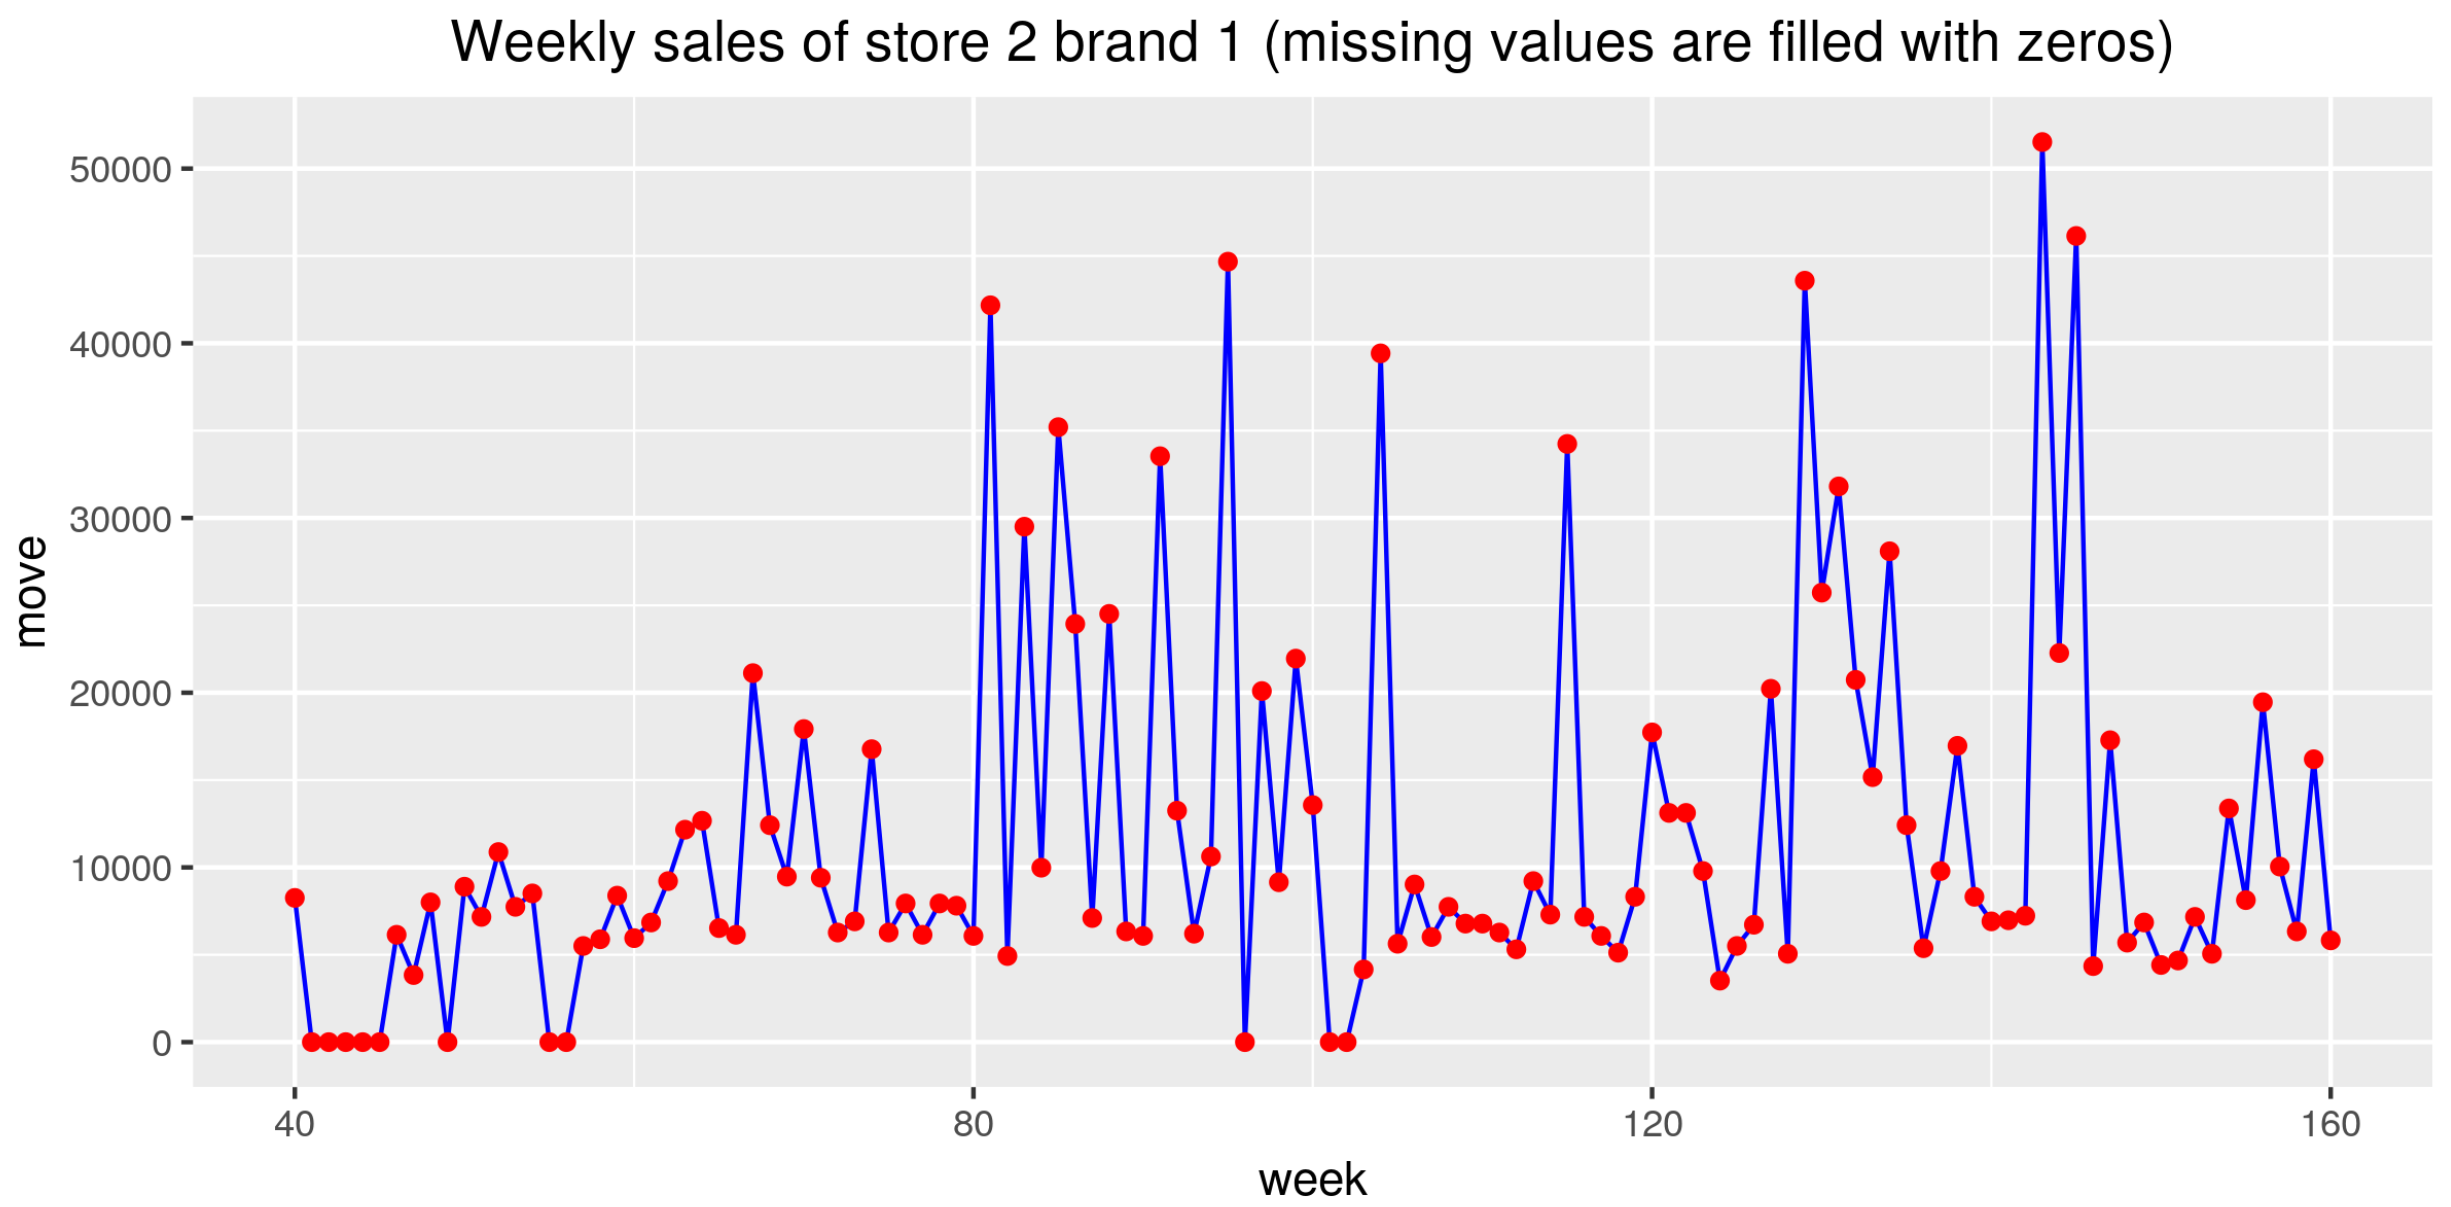 Weekly sales of store 2 brand 1 (missing values are filled with zeros)
50000
40000
30000
20000
10000
0
move
40 80 120 160
week